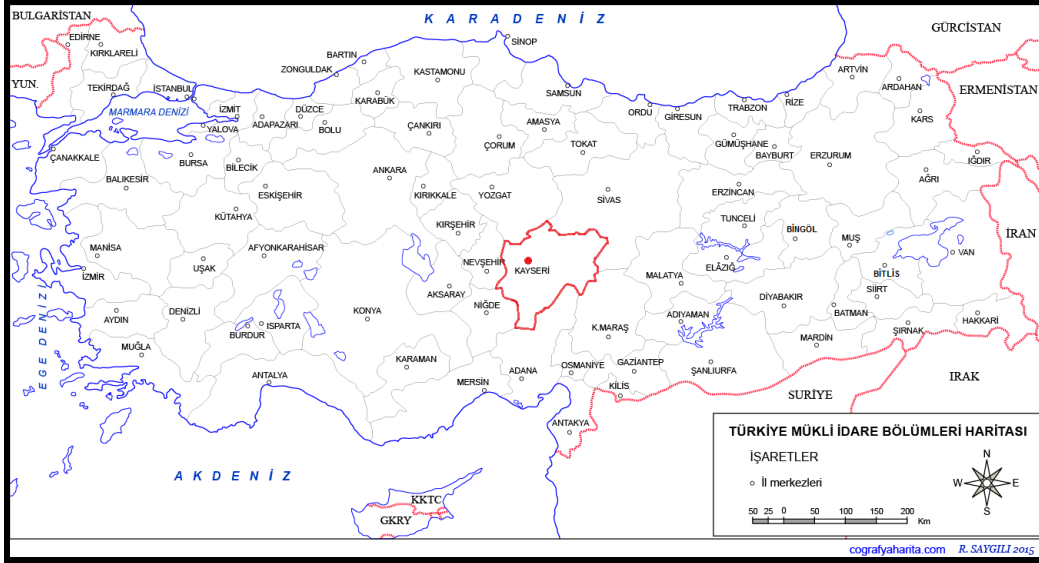 BULGARİSTAN
K A R A D E N İ Z
GÜRCİSTAN
EDİRNE
KIRKLARELİ
SİNOP
BARTIN
ZONGULDAK
KASTAMONU
ARTVİN
ARDAHAN
YUN.
TEKİRDAĞ
İSTANBUL
KARABÜK
SAMSUN
ERMENİSTAN
MARMARA DENİZİ
İZMİT
DÜZCE
ORDU
GİRESUN
TRABZON
RİZE
KARS
YALOVA
ADAPAZARI
BOLU
ÇANKIRI
AMASYA
ÇORUM
TOKAT
GÜMÜŞHANE
BAYBURT
ERZURUM
IĞDIR
ÇANAKKALE
BURSA
BİLECİK
ANKARA
AĞRI
BALIKESİR
ESKİŞEHİR
KIRIKKALE
YOZGAT
SİVAS
ERZİNCAN
KÜTAHYA
KIRŞEHİR
TUNCELİ
BİNGÖL
MUŞ
İRAN
MANİSA
AFYONKARAHİSAR
VAN
UŞAK
NEVŞEHİR
KAYSERİ
MALATYA
ELÂZIĞ
BİTLİS
İZMİR
SİİRT
AKSARAY
NİĞDE
DİYABAKIR
BATMAN
AYDIN
DENİZLİ
KONYA
ADIYAMAN
HAKKARİ
ISPARTA
BURDUR
K.MARAŞ
ŞIRNAK
MARDİN
MUĞLA
EGE DENİZİ
KARAMAN
OSMANİYE
GAZİANTEP
ŞANLIURFA
ANTALYA
MERSİN
ADANA
KİLİS
IRAK
SURİYE
ANTAKYA
TÜRKİYE MÜKLİ İDARE BÖLÜMLERİ HARİTASI
İŞARETLER
İl merkezleri
N
W E
S
50 25 0 50 100 150 200
Km
A K D E N İ Z
KKTC
GKRY
cografyaharita.com R. SAYGILI 2015